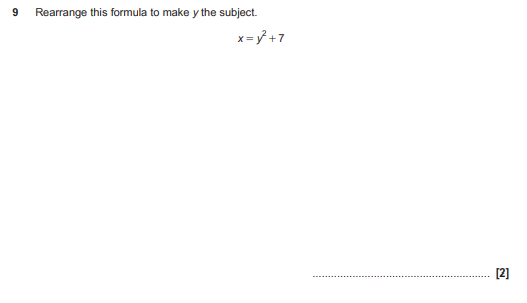 9 Rearrange this formula to make y the subject.
x = y² + 7
.......................................................... [2]